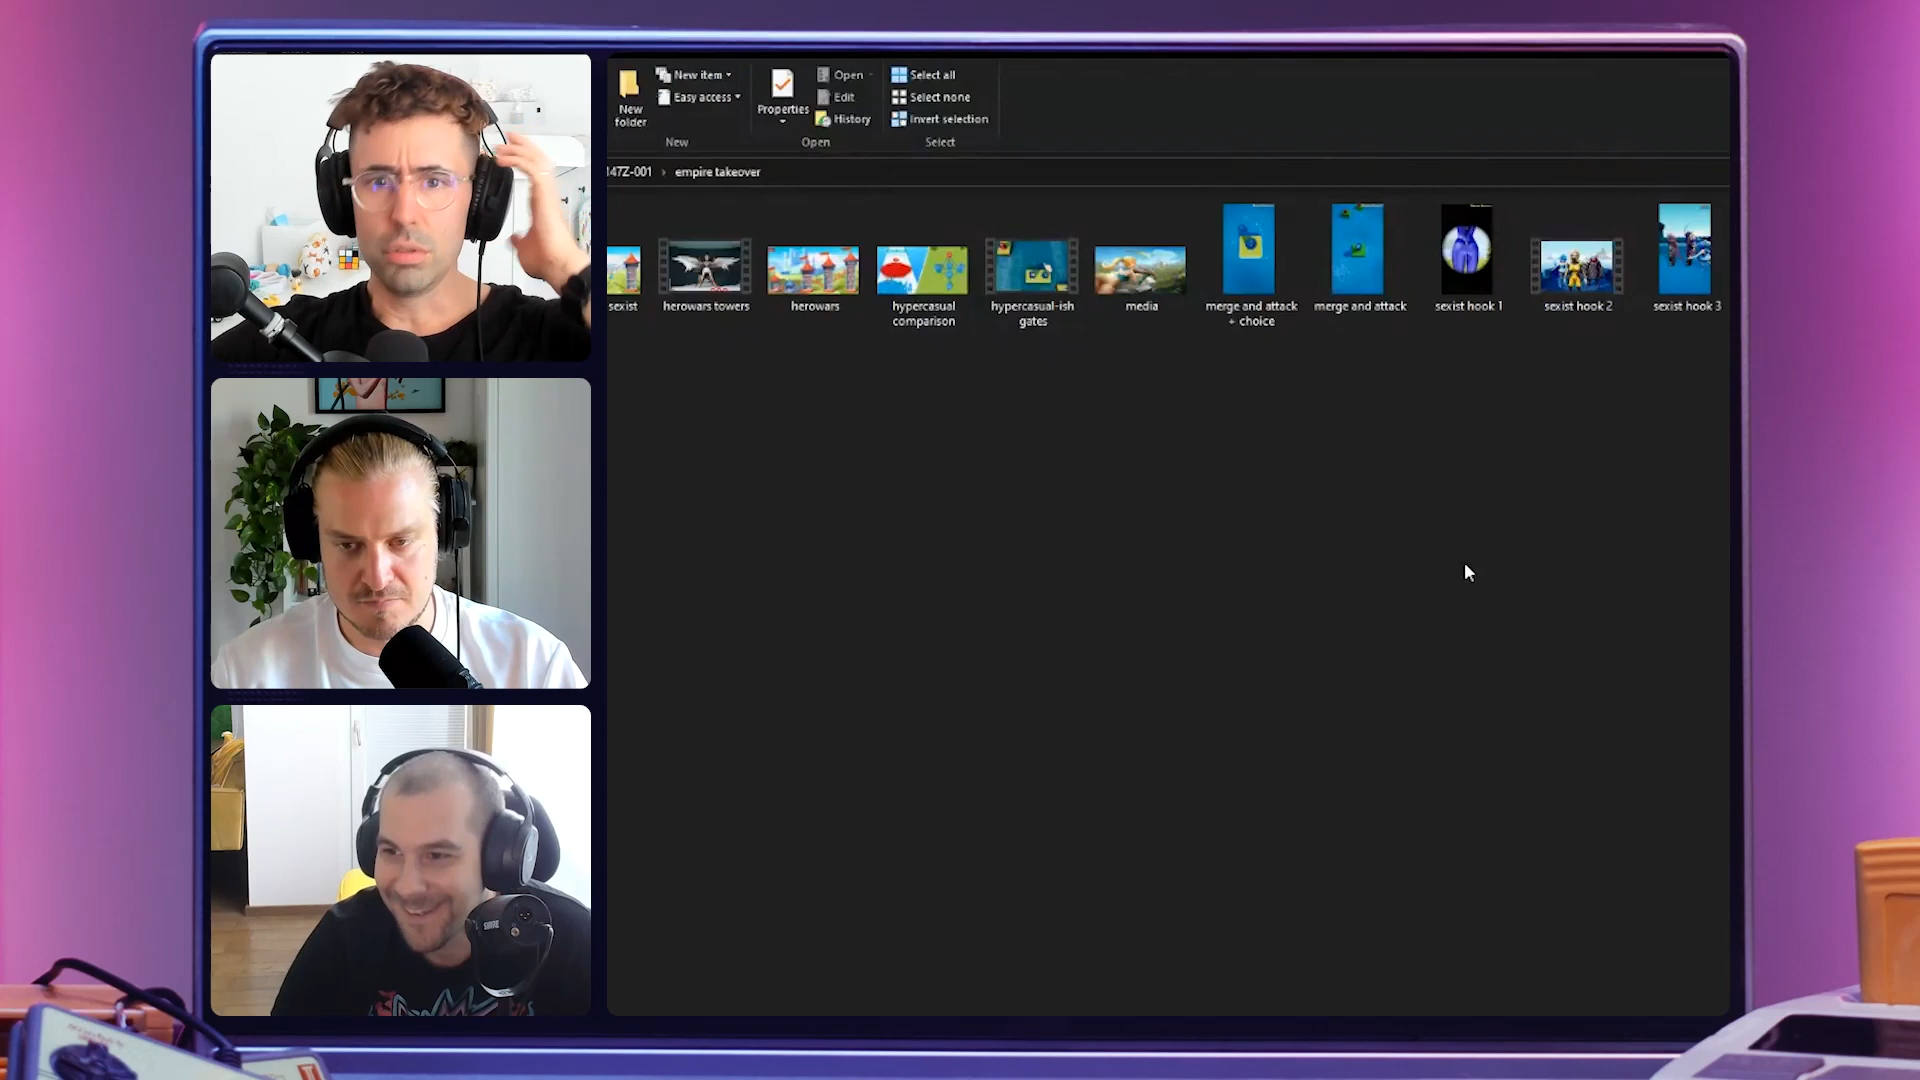 New item
Easy access
New
folder
New
Properties
Open
Edit
History
Open
Select all
Select none
Invert selection
Select
147Z-001 › empire takeover
sexist
herowars towers
herowars
hypercasual
comparison
hypercasual-ish
gates
media
merge and attack
+ choice
merge and attack
sexist hook 1
sexist hook 2
sexist hook 3
SHURE